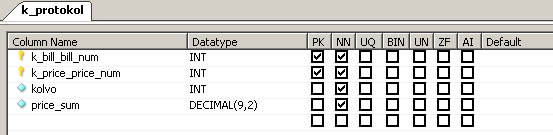 k_protokol
Column Name Datatype PK NN UQ BIN UN ZF AI Default
k_bill_bill_num INT
k_price_price_num INT
kolvo INT
price_sum DECIMAL(9,2)